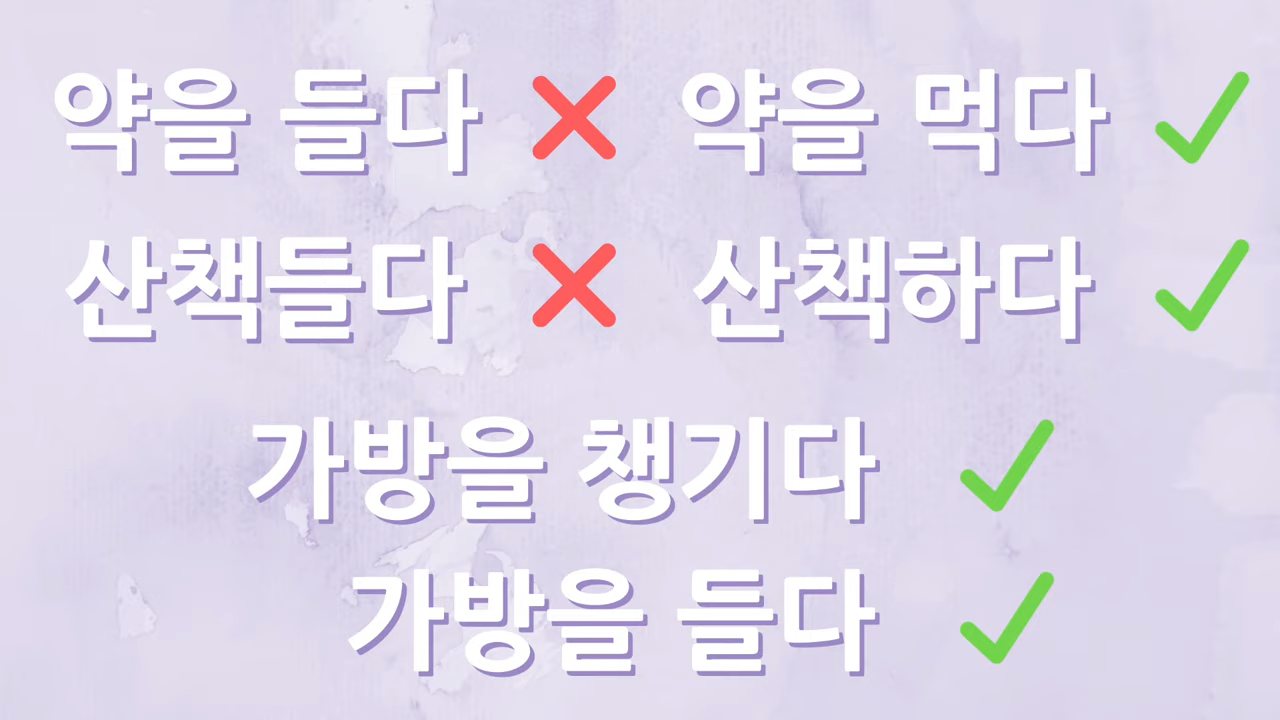 약을 들다 ❌ 약을 먹다 ✔
산책들다 ❌ 산책하다 ✔
가방을 챙기다 ✔
가방을 들다 ✔